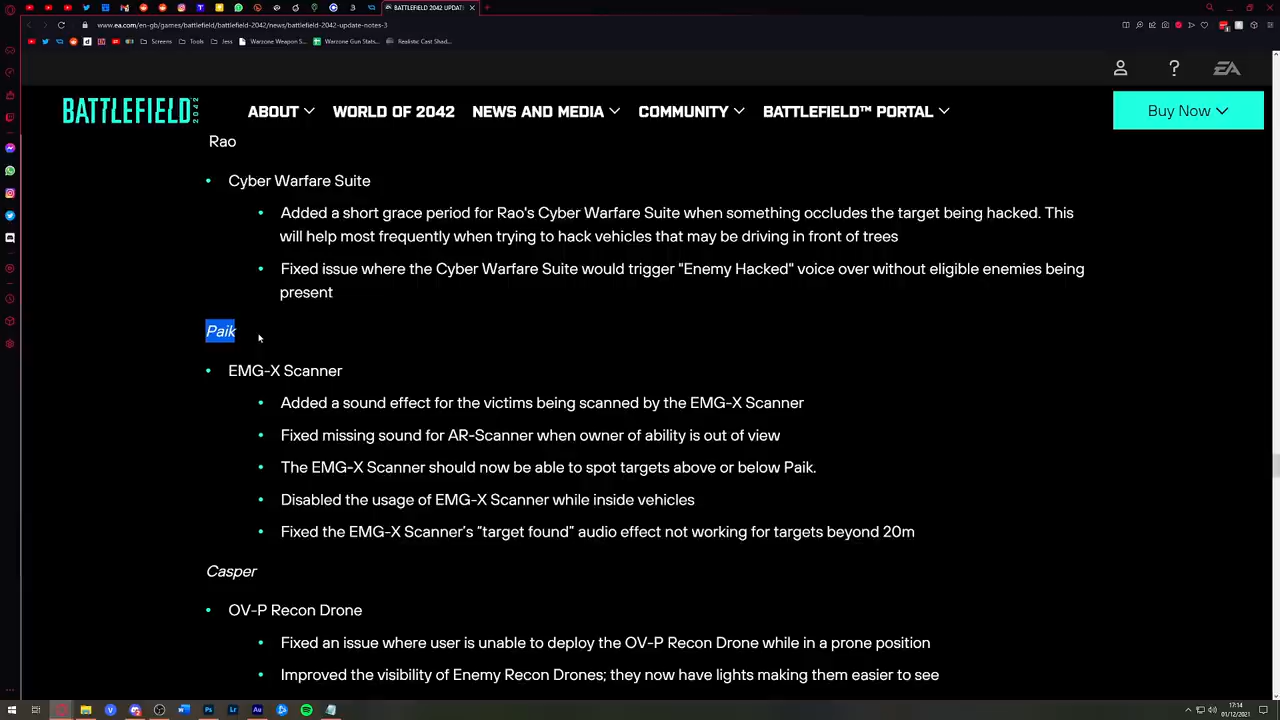 BATTLEFIELD 2042 UPDAT
www.ea.com/en-gb/games/battlefield/battlefield-2042/news/battlefield-2042-update-notes-3
Screens
Tools
Jess
Warzone Weapon S...
Warzone Gun Stats...
Realistic Cast Shad...
EA
BATTLEFIELD 2042
ABOUT
WORLD OF 2042
NEWS AND MEDIA
COMMUNITY
BATTLEFIELD™ PORTAL
Buy Now
Rao
• Cyber Warfare Suite
• Added a short grace period for Rao's Cyber Warfare Suite when something occludes the target being hacked. This
will help most frequently when trying to hack vehicles that may be driving in front of trees
• Fixed issue where the Cyber Warfare Suite would trigger "Enemy Hacked" voice over without eligible enemies being
present
Paik
• EMG-X Scanner
• Added a sound effect for the victims being scanned by the EMG-X Scanner
• Fixed missing sound for AR-Scanner when owner of ability is out of view
• The EMG-X Scanner should now be able to spot targets above or below Paik.
• Disabled the usage of EMG-X Scanner while inside vehicles
• Fixed the EMG-X Scanner's "target found" audio effect not working for targets beyond 20m
Casper
• OV-P Recon Drone
• Fixed an issue where user is unable to deploy the OV-P Recon Drone while in a prone position
• Improved the visibility of Enemy Recon Drones; they now have lights making them easier to see
17:14
01/12/2021